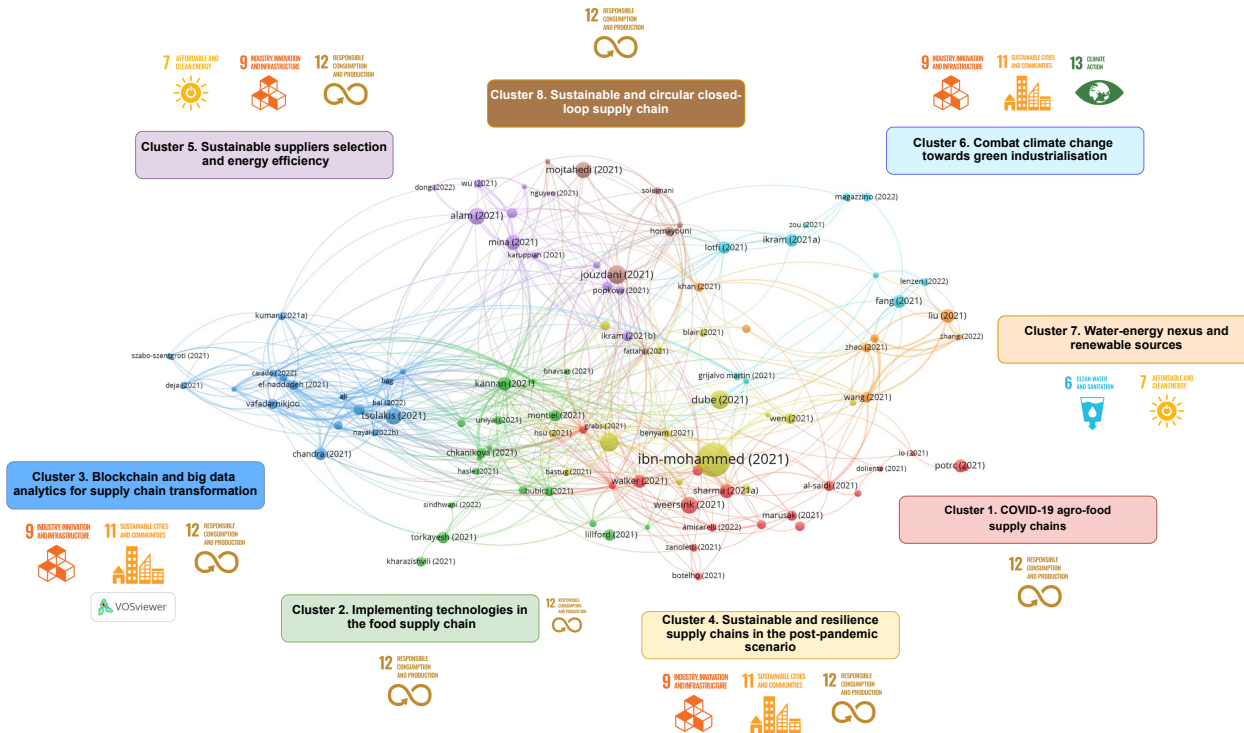 12 RESPONSIBLE
CONSUMPTION
AND PRODUCTION
7 AFFORDABLE AND
CLEAN ENERGY
9 INDUSTRY, INNOVATION
AND INFRASTRUCTURE
12 RESPONSIBLE
CONSUMPTION
AND PRODUCTION
9 INDUSTRY, INNOVATION
AND INFRASTRUCTURE
11 SUSTAINABLE CITIES
AND COMMUNITIES
13 CLIMATE
ACTION
Cluster 8. Sustainable and circular closed-
loop supply chain
Cluster 5. Sustainable suppliers selection
and energy efficiency
Cluster 6. Combat climate change
towards green industrialisation
mojtahedi (2021)
dong (2022)
wu (2021)
nguyen (2021)
soleimani
magazzino (2022)
alam (2021)
zou (2021)
homayouni
mina (2021)
lotfi (2021)
ikram (2021a)
karuppiah (2021)
jouzdani (2021)
popkova (2021)
khan (2021)
lenzen (2022)
fang (2021)
kumar (2021a)
liu (2021)
ikram (2021b)
blair (2021)
zhang (2022)
fattahi (2021)
zhao (2021)
szabo-szentgroti (2021)
bhavsar (2021)
grijalvo martin (2021)
caiado (2022)
el-haddadeh (2021)
deja (2021)
bag
kannan (2021)
ali
vafadarnikjoo
bai (2022)
dube (2021)
wang (2021)
tsolakis (2021)
uniyal (2021)
montiel (2021)
wen (2021)
nayal (2022b)
hsu (2021)
grabs (2021)
benyam (2021)
chandra (2021)
chkanikova (2021)
ibn-mohammed (2021)
lo (2021)
hasle (2021)
bastug (2021)
doliente (2021)
potrc (2021)
walker (2021)
bubicz (2021)
sharma (2021a)
al-saidi (2021)
sindhwani (2022)
weersink (2021)
marusak (2021)
amicarelli (2022)
torkayesh (2021)
lillford (2021)
zanoletti (2021)
kharazishvili (2021)
botelho (2021)
Cluster 7. Water-energy nexus and
renewable sources
6 CLEAN WATER
AND SANITATION
7 AFFORDABLE AND
CLEAN ENERGY
Cluster 3. Blockchain and big data
analytics for supply chain transformation
9 INDUSTRY, INNOVATION
AND INFRASTRUCTURE
11 SUSTAINABLE CITIES
AND COMMUNITIES
12 RESPONSIBLE
CONSUMPTION
AND PRODUCTION
VOSviewer
Cluster 1. COVID-19 agro-food
supply chains
12 RESPONSIBLE
CONSUMPTION
AND PRODUCTION
Cluster 2. Implementing technologies in
the food supply chain
12 RESPONSIBLE
CONSUMPTION
AND PRODUCTION
12 RESPONSIBLE
CONSUMPTION
AND PRODUCTION
Cluster 4. Sustainable and resilience
supply chains in the post-pandemic
scenario
9 INDUSTRY, INNOVATION
AND INFRASTRUCTURE
11 SUSTAINABLE CITIES
AND COMMUNITIES
12 RESPONSIBLE
CONSUMPTION
AND PRODUCTION